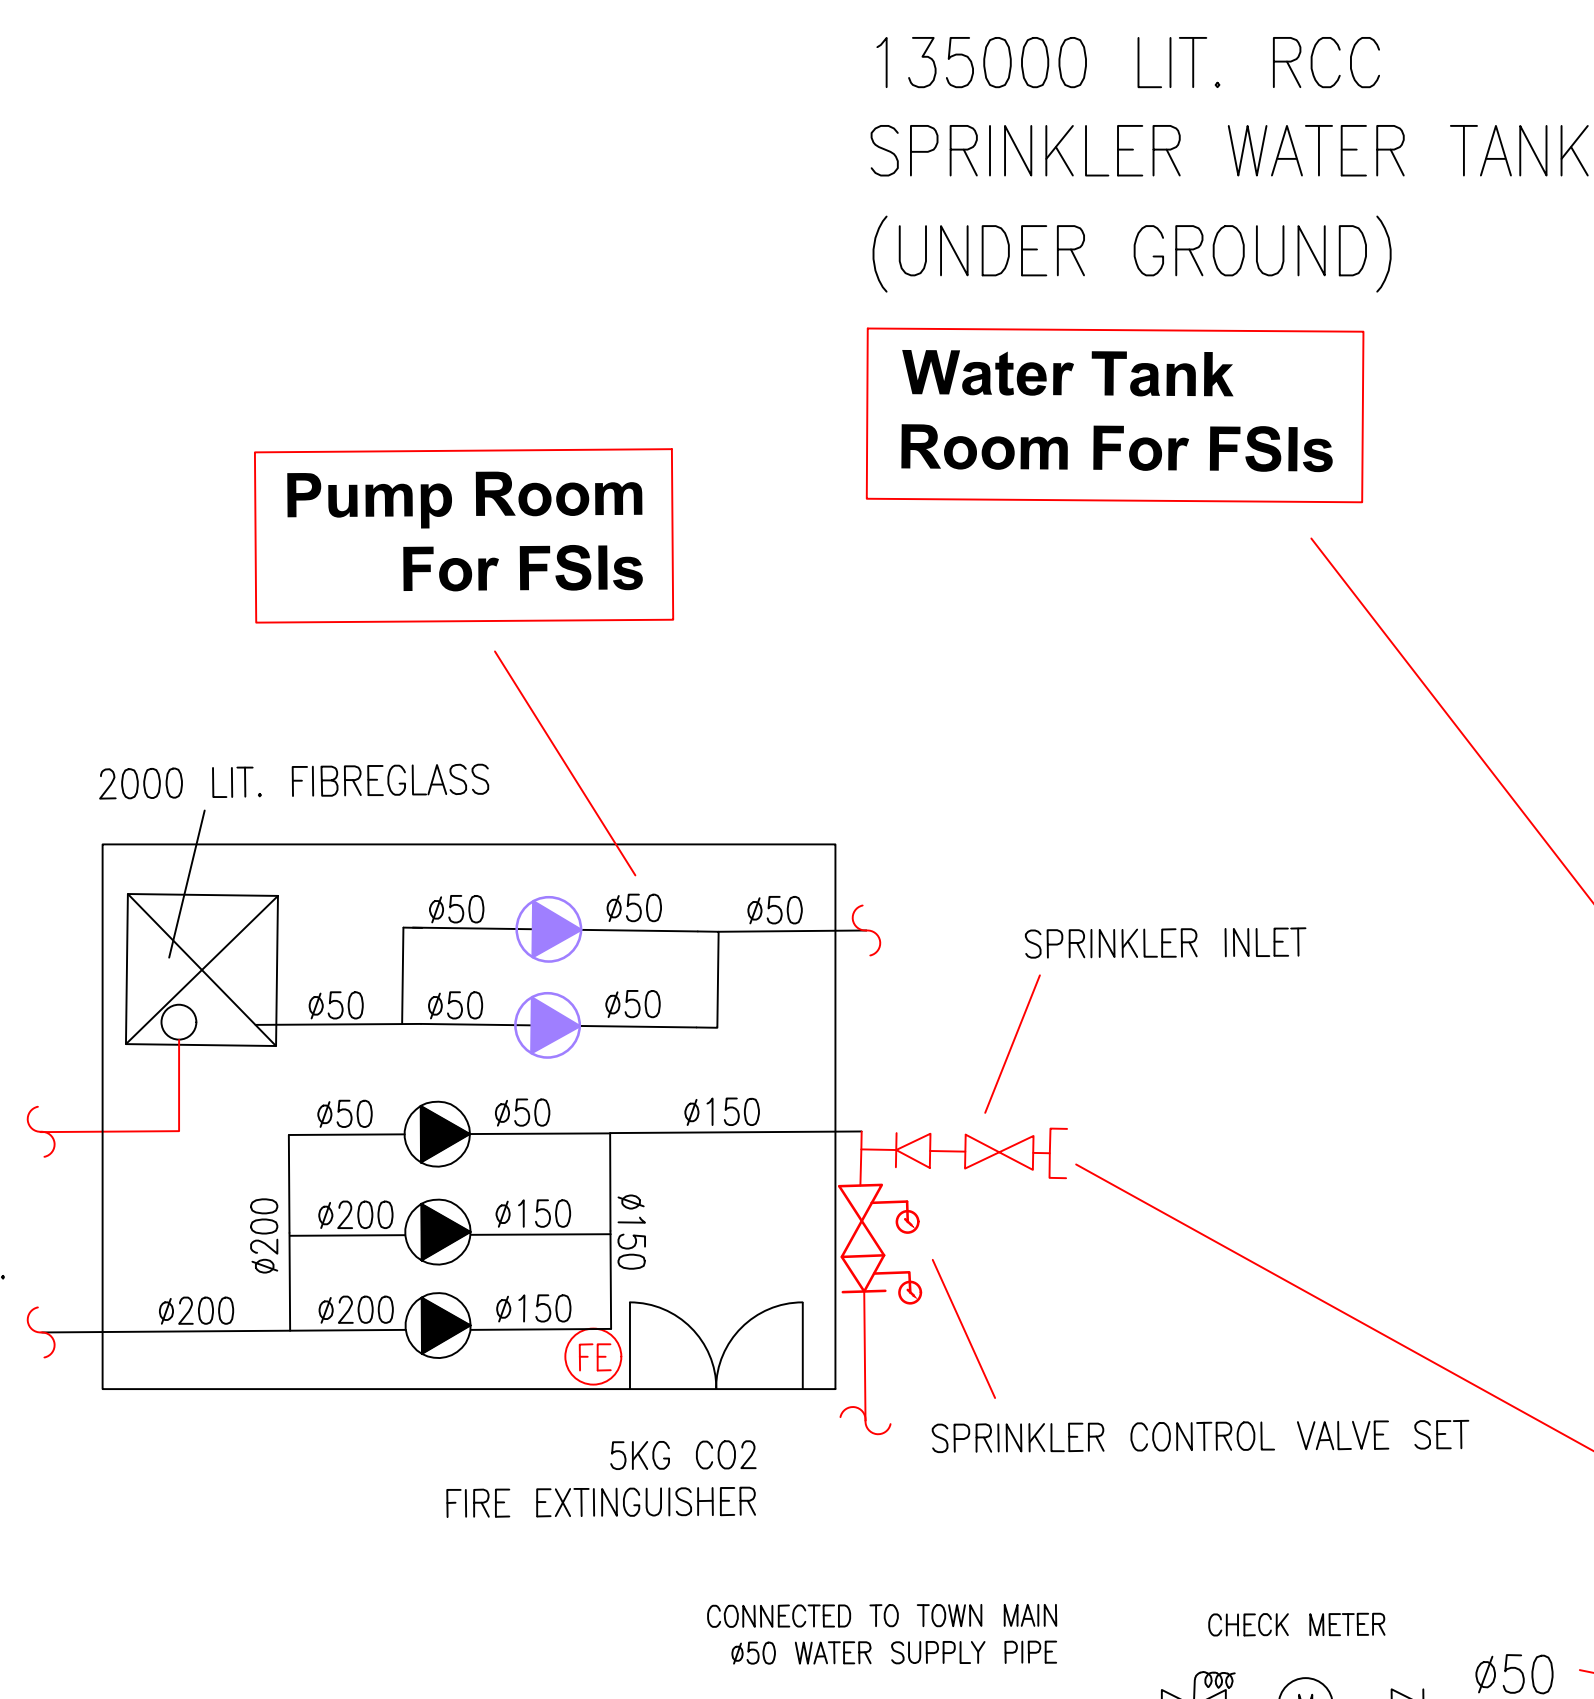 135000 LIT. RCC
SPRINKLER WATER TANK
(UNDER GROUND)
Water Tank
Room For FSIs
Pump Room
For FSIs
2000 LIT. FIBREGLASS
ø50 ø50 ø50
ø50 ø50 ø50
SPRINKLER INLET
ø50 ø50 ø150
ø200 ø200 ø150 ø150
ø200 ø200 ø150
FE
SPRINKLER CONTROL VALVE SET
5KG CO2
FIRE EXTINGUISHER
CONNECTED TO TOWN MAIN
ø50 WATER SUPPLY PIPE
CHECK METER
ø50
M